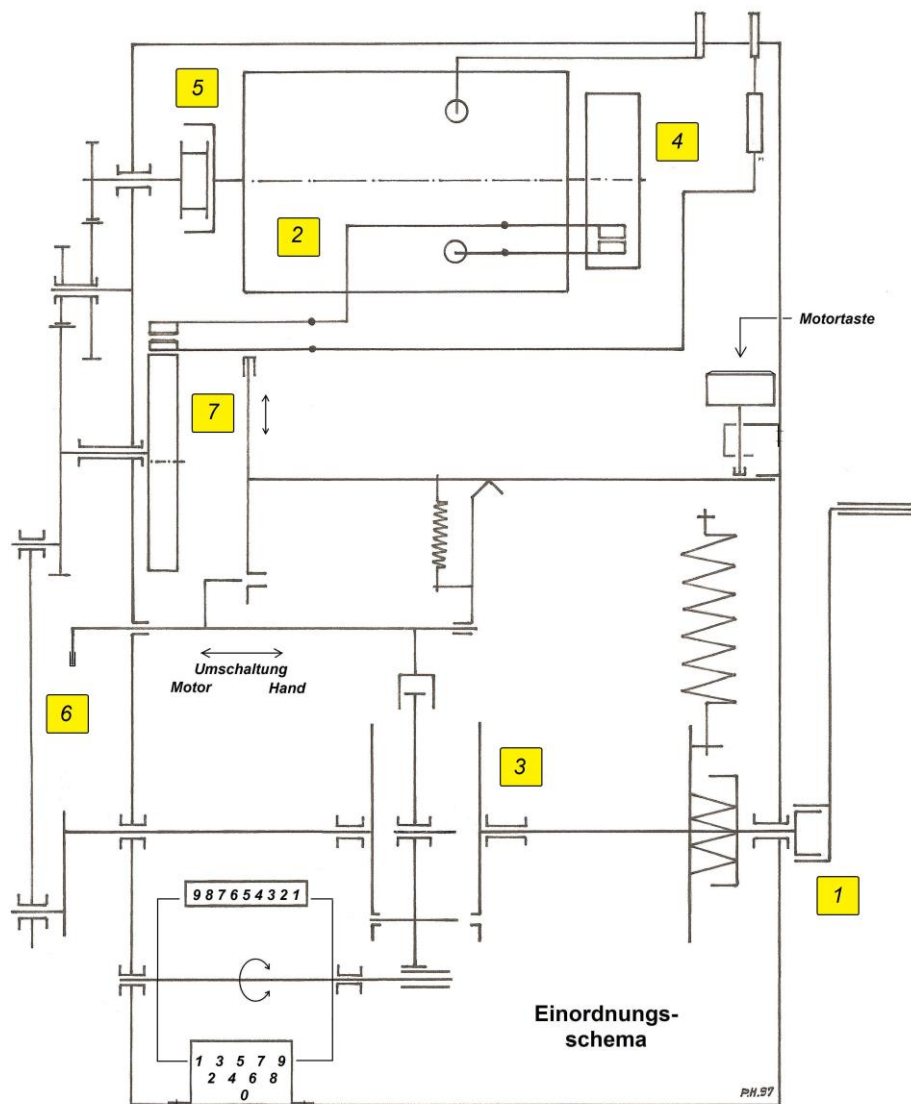 5
4
2
Motortaste
7
Umschaltung
Motor Hand
6
3
9 8 7 6 5 4 3 2 1
1
Einordnungs-
schema
1 3 5 7 9
2 4 6 8
0
P.H.97